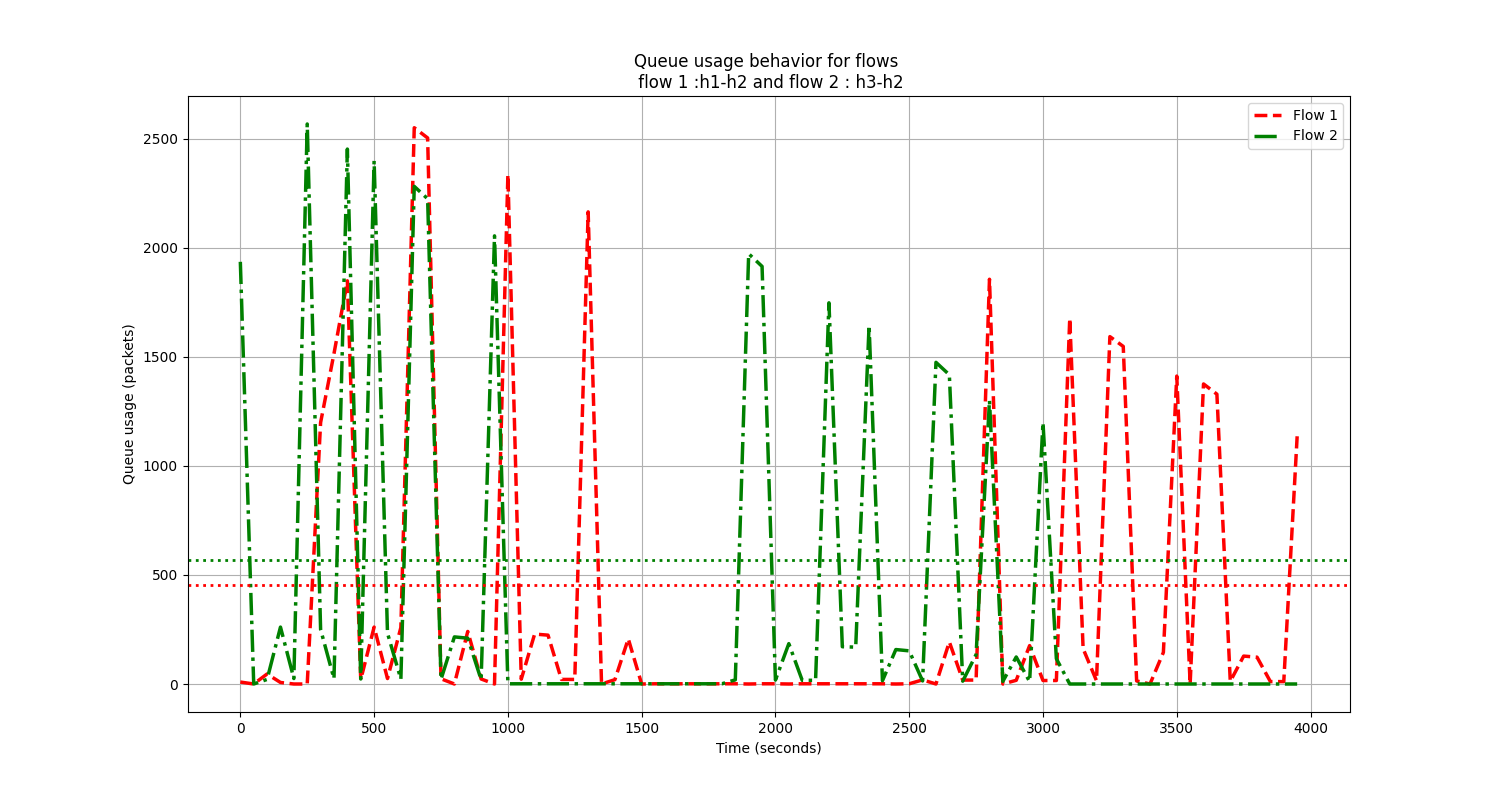 Queue usage behavior for flows
flow 1 :h1-h2 and flow 2 : h3-h2
Flow 1
Flow 2
2500
2000
1500
1000
500
0
Queue usage (packets)
0 500 1000 1500 2000 2500 3000 3500 4000
Time (seconds)